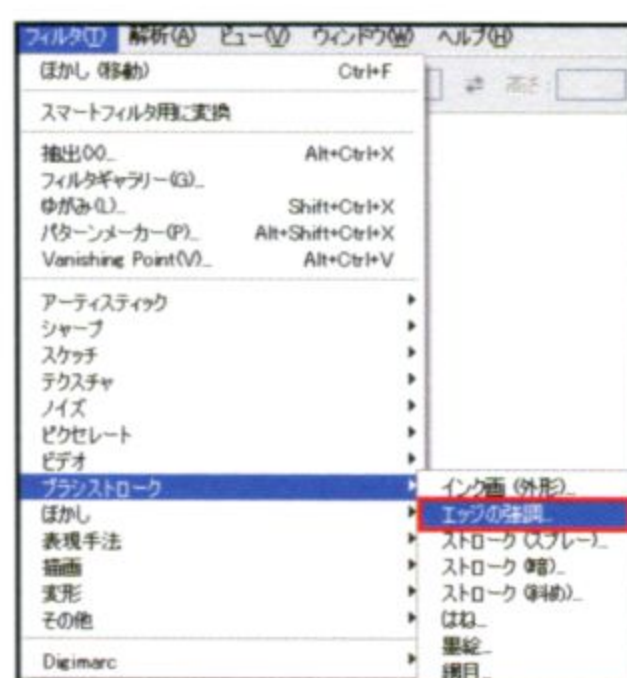 フィルタ(T) 解析(A) ビュー(V) ウィンドウ(W) ヘルプ(H)
ぼかし (移動) Ctrl+F
高さ:
スマートフィルタ用に変換
抽出(X)... Alt+Ctrl+X
フィルタギャラリー(G)...
ゆがみ(L)... Shift+Ctrl+X
パターンメーカー(P)... Alt+Shift+Ctrl+X
Vanishing Point(V)... Alt+Ctrl+V
アーティスティック
シャープ
スケッチ
テクスチャ
ノイズ
ピクセレート
ビデオ
ブラシストローク
ぼかし
表現手法
描画
変形
その他
Digimarc
インク画 (外形)...
エッジの強調...
ストローク (スプレー)...
ストローク (暗)...
ストローク (斜め)...
はね...
墨絵...
網目...